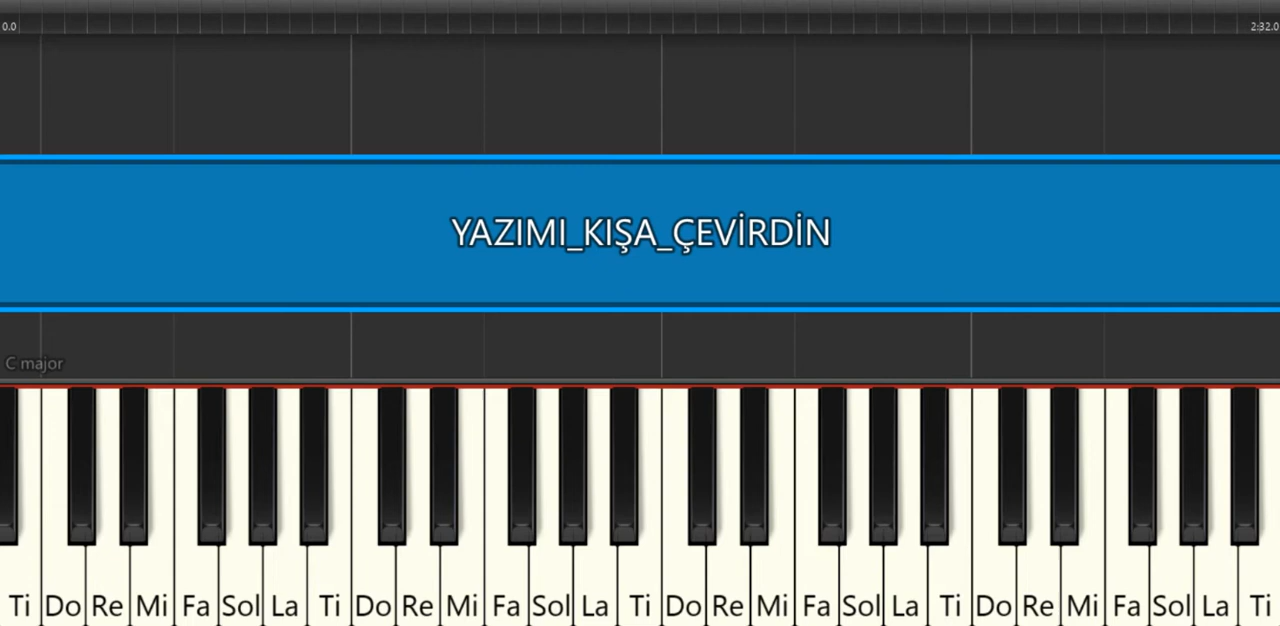 0.0 2:32.0
YAZIMI_KIŞA_ÇEVİRDİN
C major
Ti Do Re Mi Fa Sol La Ti Do Re Mi Fa Sol La Ti Do Re Mi Fa Sol La Ti Do Re Mi Fa Sol La Ti